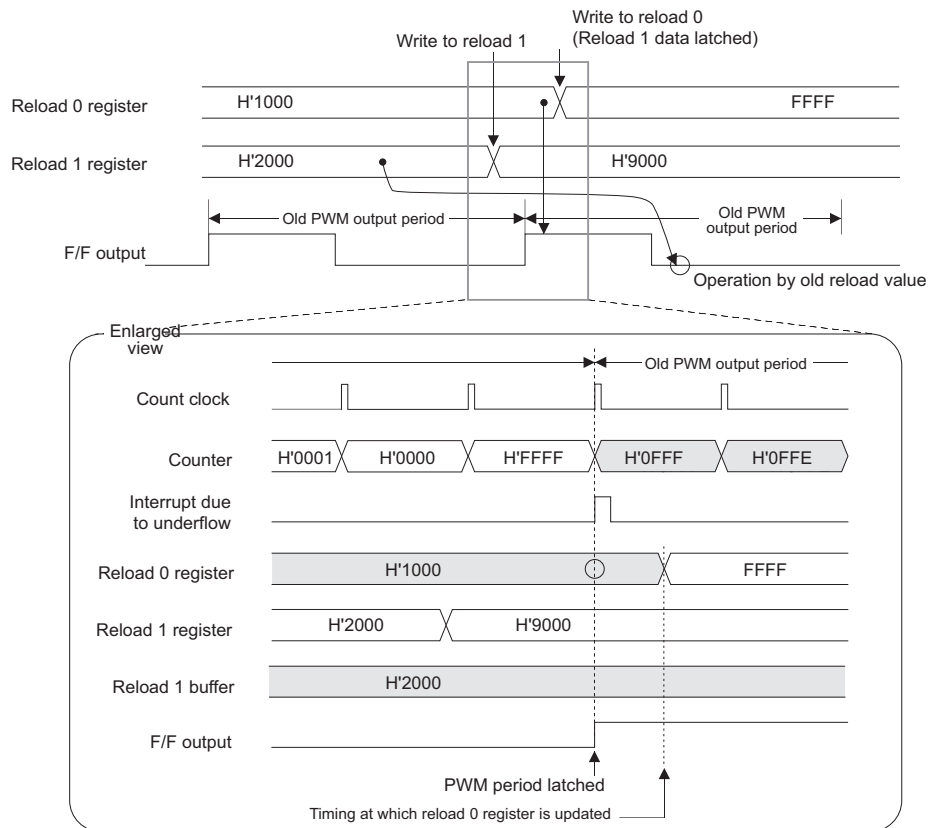 Write to reload 0
(Reload 1 data latched)
Write to reload 1
Reload 0 register
H'1000
FFFF
Reload 1 register
H'2000
H'9000
Old PWM output period
Old PWM
output period
F/F output
Operation by old reload value
Enlarged
view
Old PWM output period
Count clock
Counter
H'0001
H'0000
H'FFFF
H'0FFF
H'0FFE
Interrupt due
to underflow
Reload 0 register
H'1000
FFFF
Reload 1 register
H'2000
H'9000
Reload 1 buffer
H'2000
F/F output
PWM period latched
Timing at which reload 0 register is updated